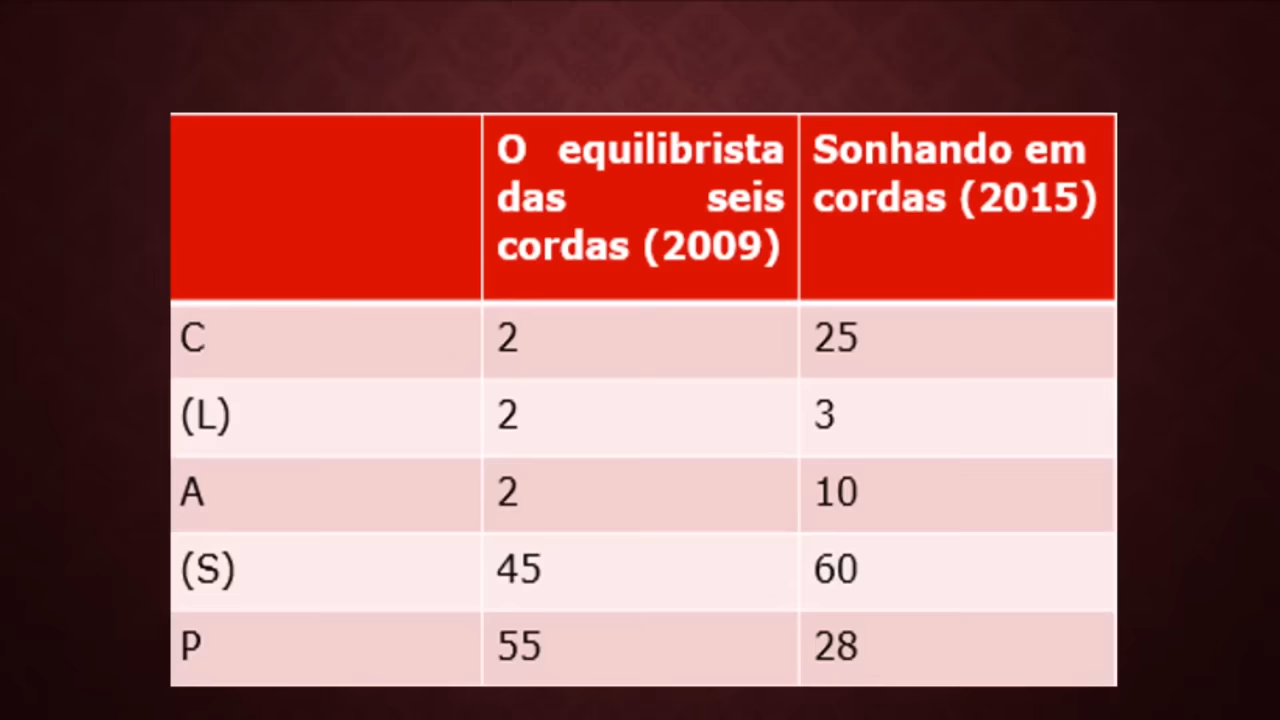 O equilibrista
das seis
cordas (2009)
Sonhando em
cordas (2015)
C 2 25
(L) 2 3
A 2 10
(S) 45 60
P 55 28